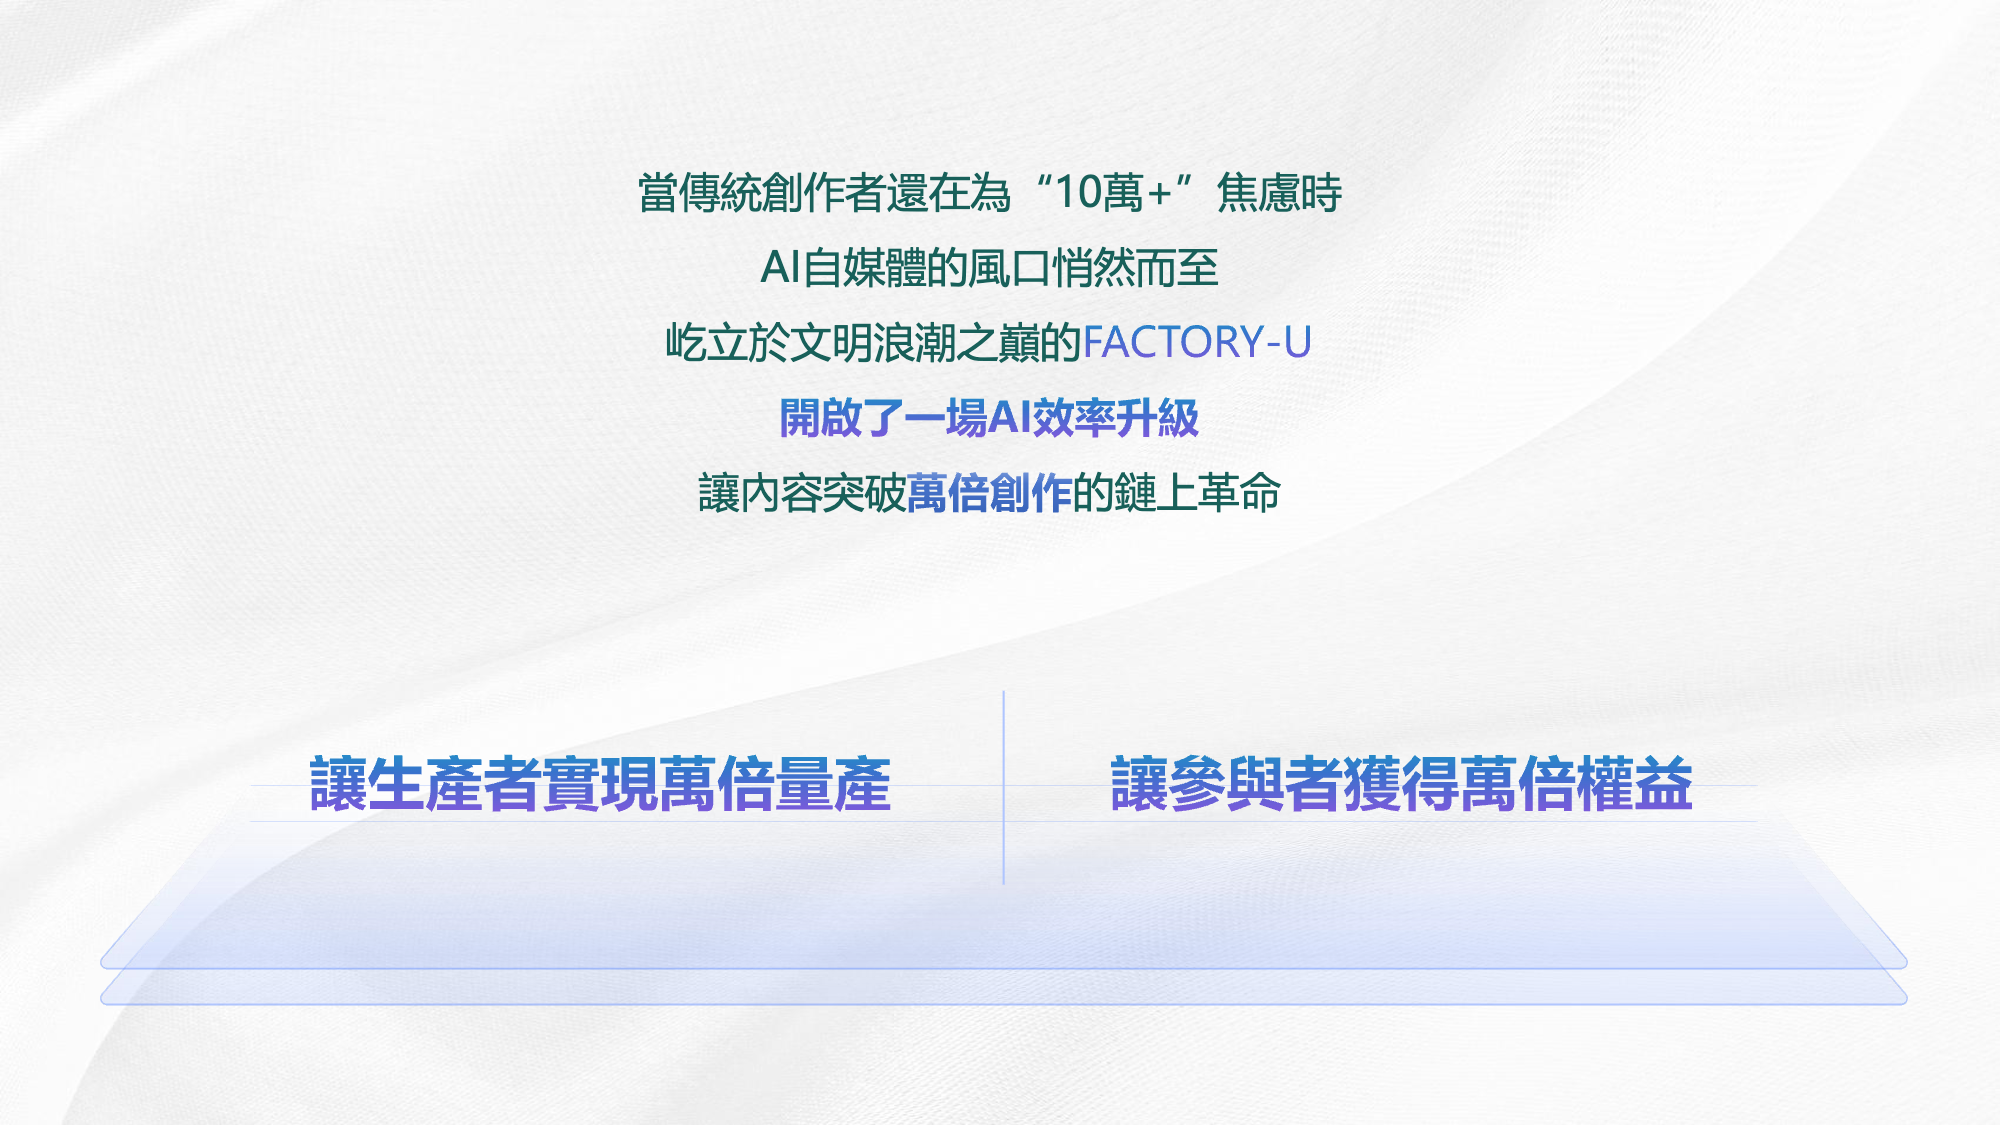 當傳統創作者還在為“10萬+”焦慮時
AI自媒體的風口悄然而至
屹立於文明浪潮之巔的FACTORY-U
開啟了一場AI效率升級
讓內容突破萬倍創作的鏈上革命
讓生產者實現萬倍量產
讓參與者獲得萬倍權益